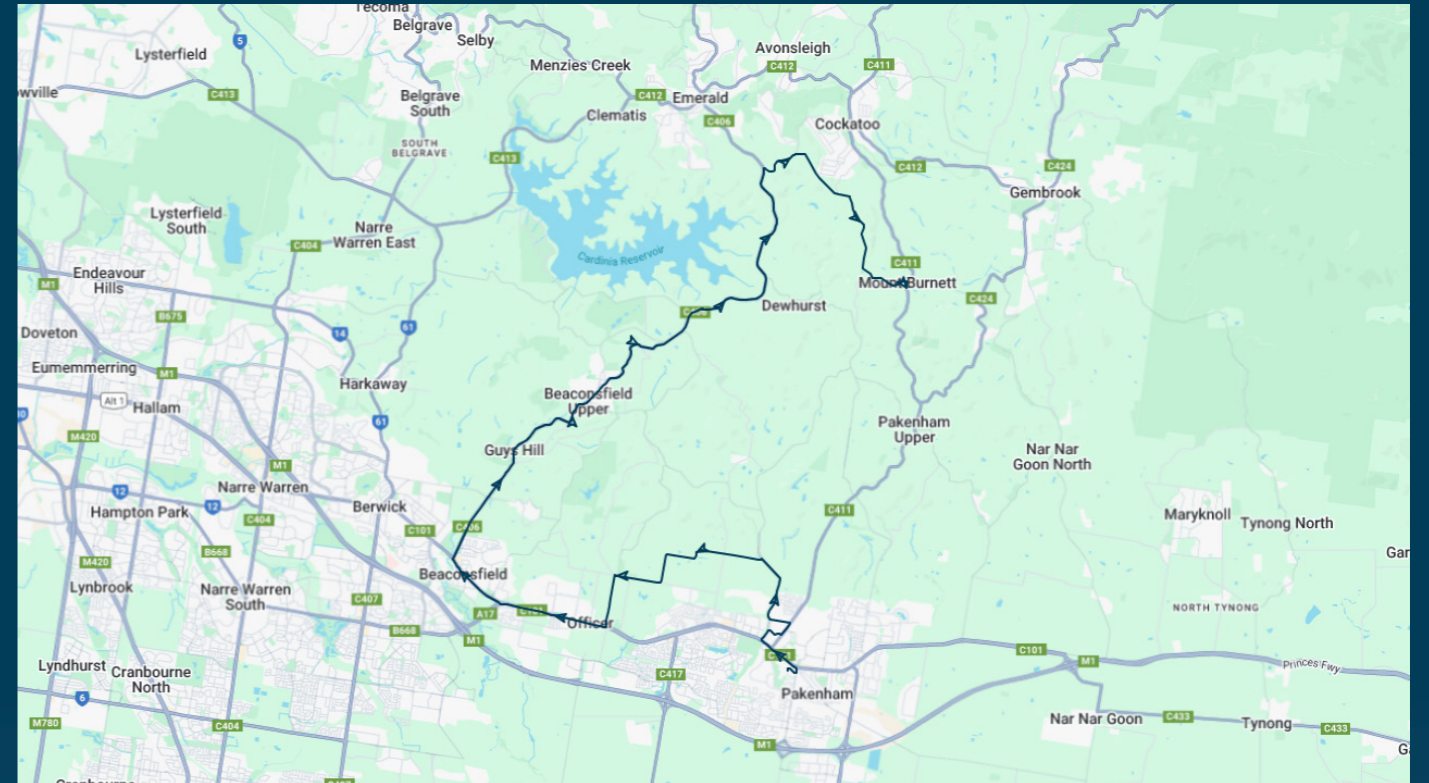 Tecoma
Belgrave
Selby
Lysterfield
5
Avonsleigh
C412
C411
Menzies Creek
C413
Belgrave
South
C412
Emerald
Clematis
C406
Cockatoo
SOUTH
BELGRAVE
C413
C412
C424
Gembrook
Lysterfield
South
Narre
Warren East
C404
Cardinia Reservoir
C411
Endeavour
Hills
M1
Mount Burnett
C424
B675
Dewhurst
14
61
Doveton
M1
Eumemmerring
Harkaway
Alt 1
Hallam
Beaconsfield
Upper
61
M420
Pakenham
Upper
Guys Hill
Nar Nar
Goon North
M1
Narre Warren
12
12
Berwick
Hampton Park
C404
C101
C406
C411
Maryknoll
Tynong North
B668
M420
Lynbrook
Beaconsfield
Narre Warren
South
C407
A17
Officer
NORTH TYNONG
B668
M1
C101
M1
Princes Fwy
Lyndhurst
Cranbourne
North
C417
Pakenham
6
M780
C404
Nar Nar Goon
C433
Tynong
C433
M1